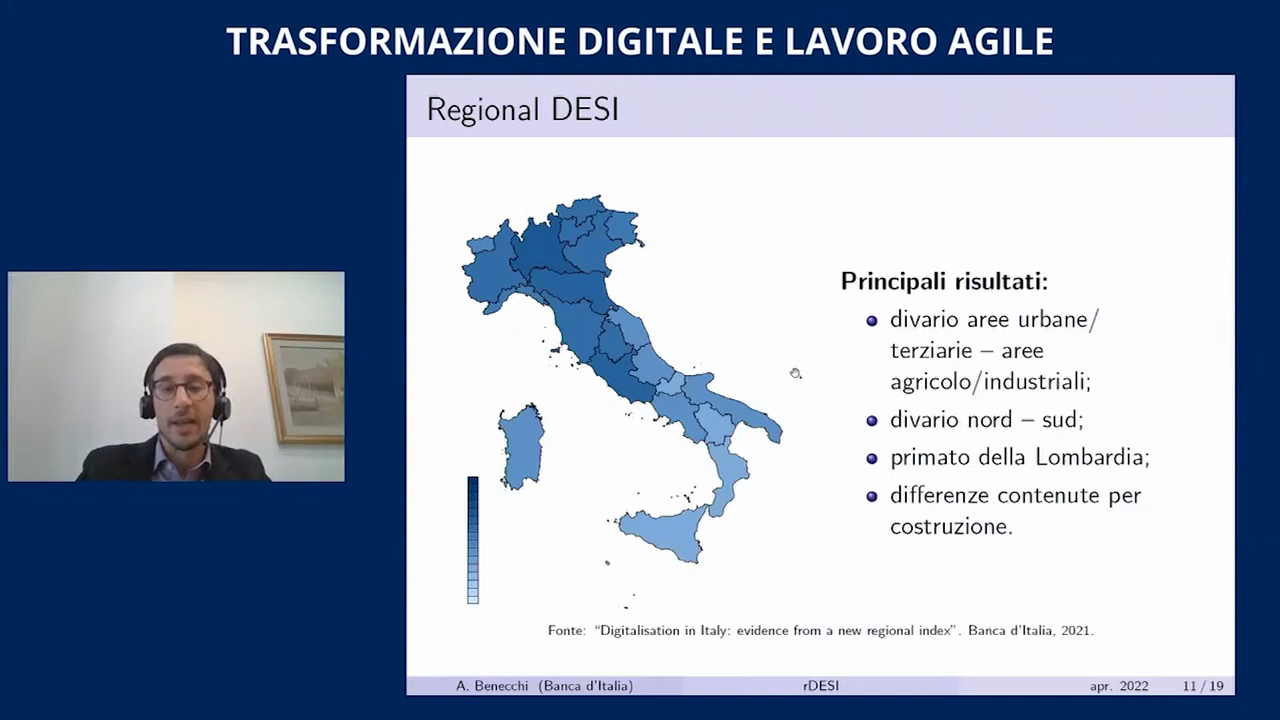 TRASFORMAZIONE DIGITALE E LAVORO AGILE
Regional DESI
Principali risultati:
divario aree urbane/
terziarie – aree
agricolo/industriali;
divario nord – sud;
primato della Lombardia;
differenze contenute per
costruzione.
Fonte: “Digitalisation in Italy: evidence from a new regional index”. Banca d'Italia, 2021.
A. Benecchi (Banca d'Italia) rDESI apr. 2022 11 / 19